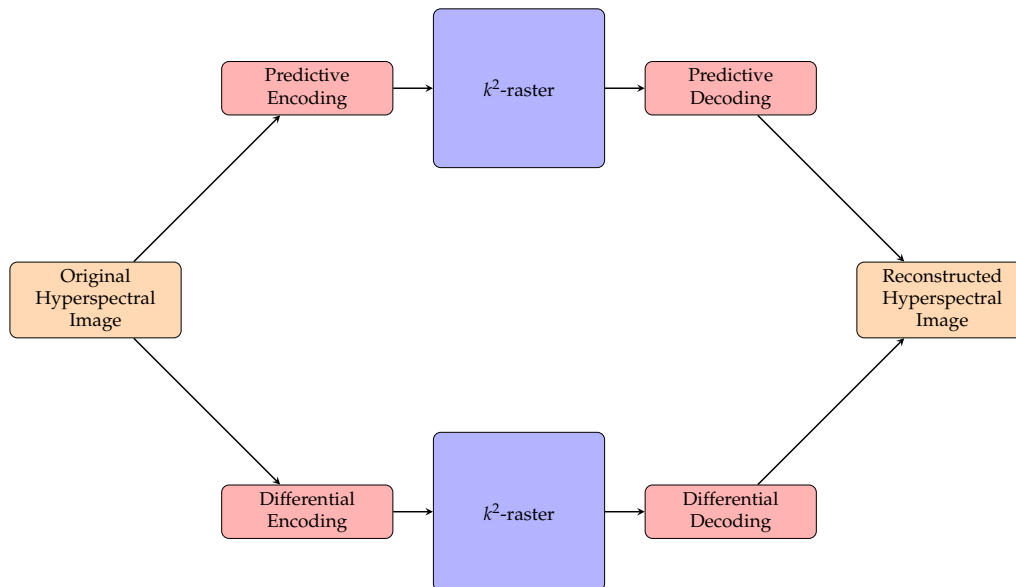 Predictive
Encoding
k²-raster
Predictive
Decoding
Original
Hyperspectral
Image
Reconstructed
Hyperspectral
Image
Differential
Encoding
k²-raster
Differential
Decoding